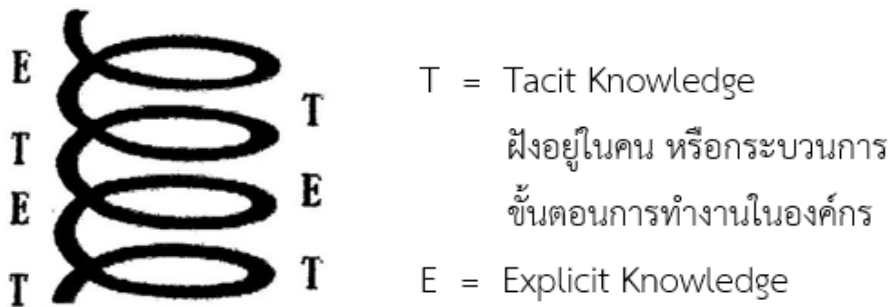 E
T
T
E
E
T
T
T = Tacit Knowledge
ฝังอยู่ในคน หรือกระบวนการ
ขั้นตอนการทำงานในองค์กร
E = Explicit Knowledge